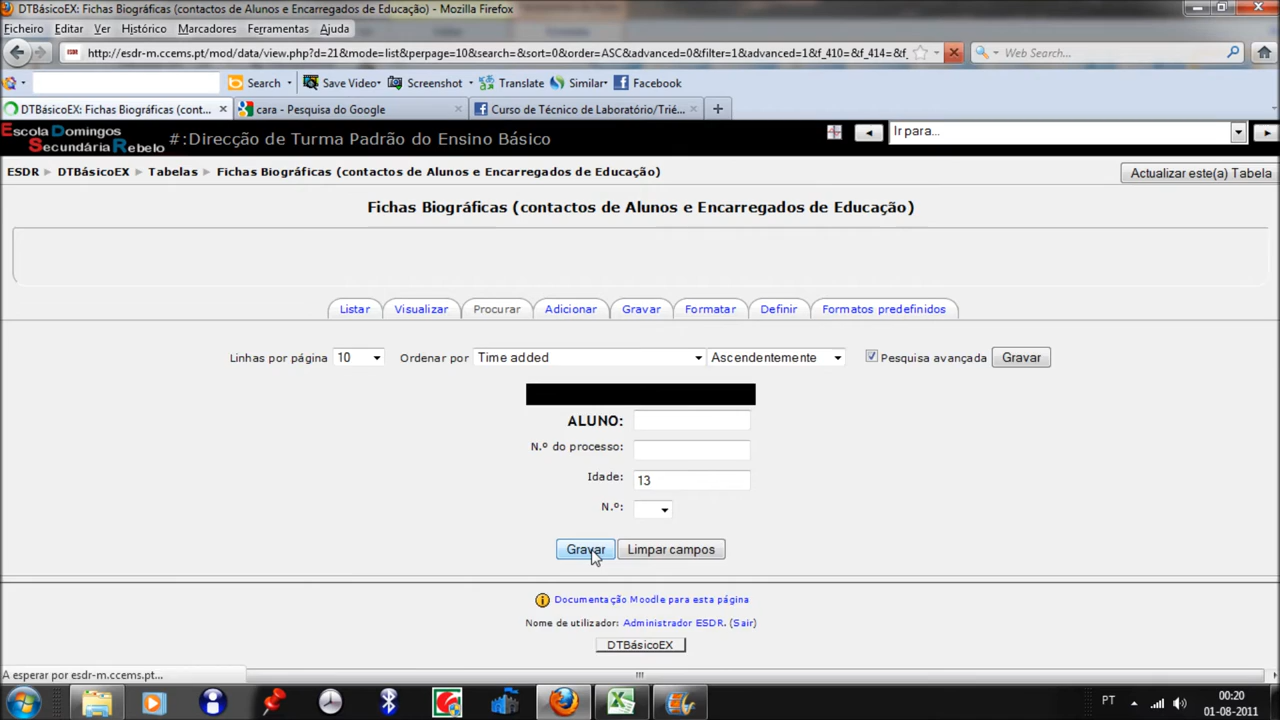 DTBásicoEX: Fichas Biográficas (contactos de Alunos e Encarregados de Educação) - Mozilla Firefox
Ficheiro Editar Ver Histórico Marcadores Ferramentas Ajuda
http://esdr-m.ccems.pt/mod/data/view.php?d=21&mode=list&perpage=10&search=&sort=0&order=ASC&advanced=0&filter=1&advanced=1&f_410=&f_414=&f_ Web Search...
Search Save Video Screenshot Translate Similar Facebook
DTBásicoEX: Fichas Biográficas (cont... cara - Pesquisa do Google Curso de Técnico de Laboratório/Trié...
Escola Domingos
Secundária Rebelo
#:Direcção de Turma Padrão do Ensino Básico Ir para...
ESDR DTBásicoEX Tabelas Fichas Biográficas (contactos de Alunos e Encarregados de Educação) Actualizar este(a) Tabela
Fichas Biográficas (contactos de Alunos e Encarregados de Educação)
Listar Visualizar Procurar Adicionar Gravar Formatar Definir Formatos predefinidos
Linhas por página 10 Ordenar por Time added Ascendentemente Pesquisa avançada Gravar
ALUNO:
N.º do processo:
Idade: 13
N.º:
Gravar Limpar campos
Documentação Moodle para esta página
Nome de utilizador: Administrador ESDR. (Sair)
DTBásicoEX
A esperar por esdr-m.ccems.pt...
PT 00:20
01-08-2011